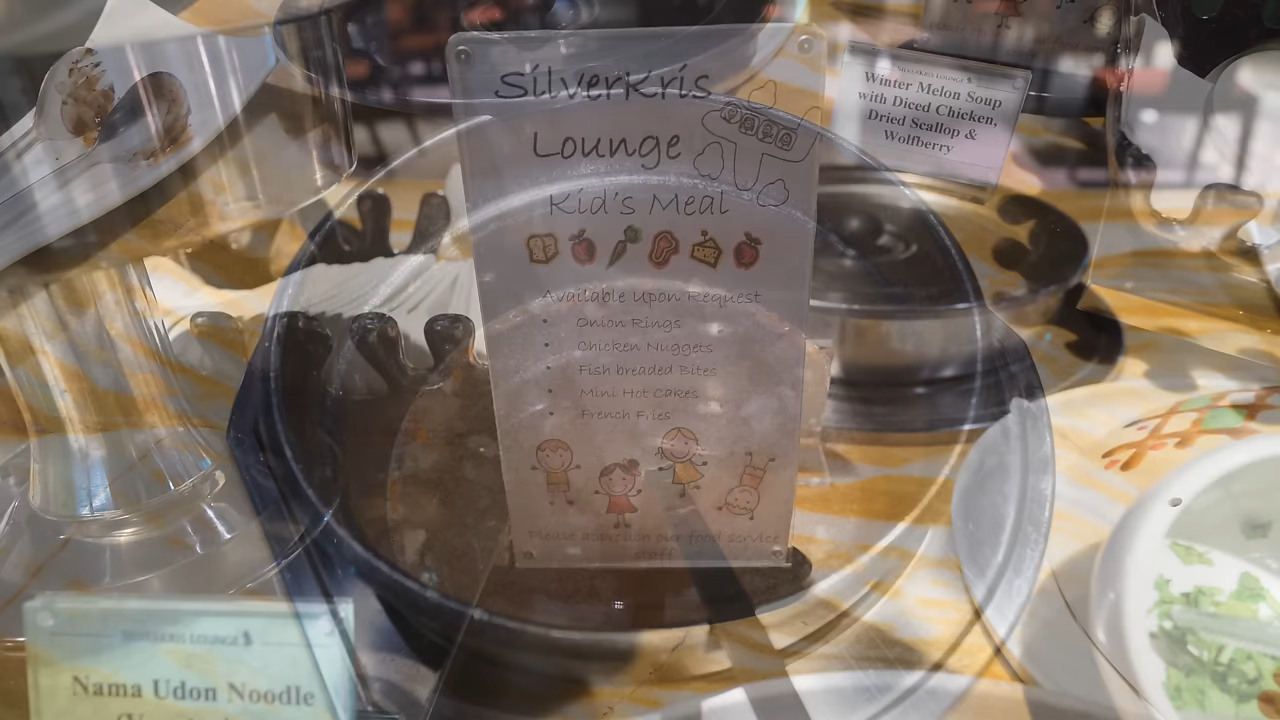 SilverKris
Lounge
Kid's Meal
Available Upon Request
• Onion Rings
• Chicken Nuggets
• Fish breaded Bites
• Mini Hot Cakes
• French Fries
Please approach our food service
staff
SILVERKRIS LOUNGE
Winter Melon Soup
with Diced Chicken,
Dried Scallop &
Wolfberry
SILVERKRIS LOUNGE
Nama Udon Noodle